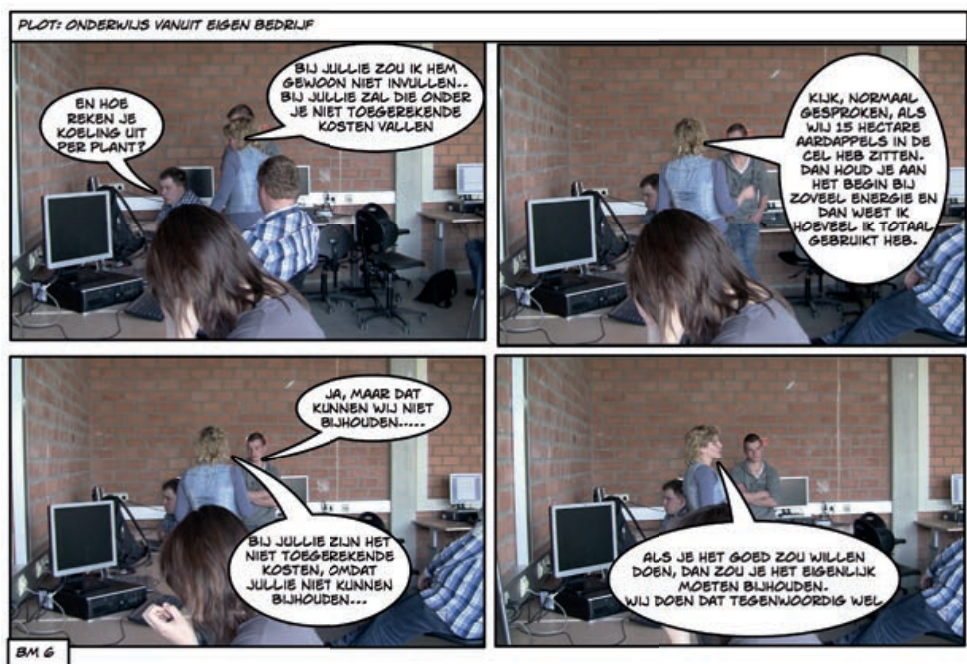 PLOT: ONDERWIJS VANUIT EIGEN BEDRIJF
EN HOE
REKEN JE
KOELING UIT
PER PLANT?
BIJ JULLIE ZOU IK HEM
GEWOON NIET INVULLEN..
BIJ JULLIE ZAL DIE ONDER
JE NIET TOEGEREKENDE
KOSTEN VALLEN
KIJK, NORMAAL
GESPROKEN, ALS
WIJ 15 HECTARE
AARDAPPELS IN DE
CEL HEB ZITTEN.
DAN HOUD JE AAN
HET BEGIN BIJ
ZOVEEL ENERGIE EN
DAN WEET IK
HOEVEEL IK TOTAAL
GEBRUIKT HEB.
JA, MAAR DAT
KUNNEN WIJ NIET
BIJHOUDEN.....
BIJ JULLIE ZIJN HET
NIET TOEGEREKENDE
KOSTEN, OMDAT
JULLIE NIET KUNNEN
BIJHOUDEN...
ALS JE HET GOED ZOU WILLEN
DOEN, DAN ZOU JE HET EIGENLIJK
MOETEN BIJHOUDEN.
WIJ DOEN DAT TEGENWOORDIG WEL
BM 6